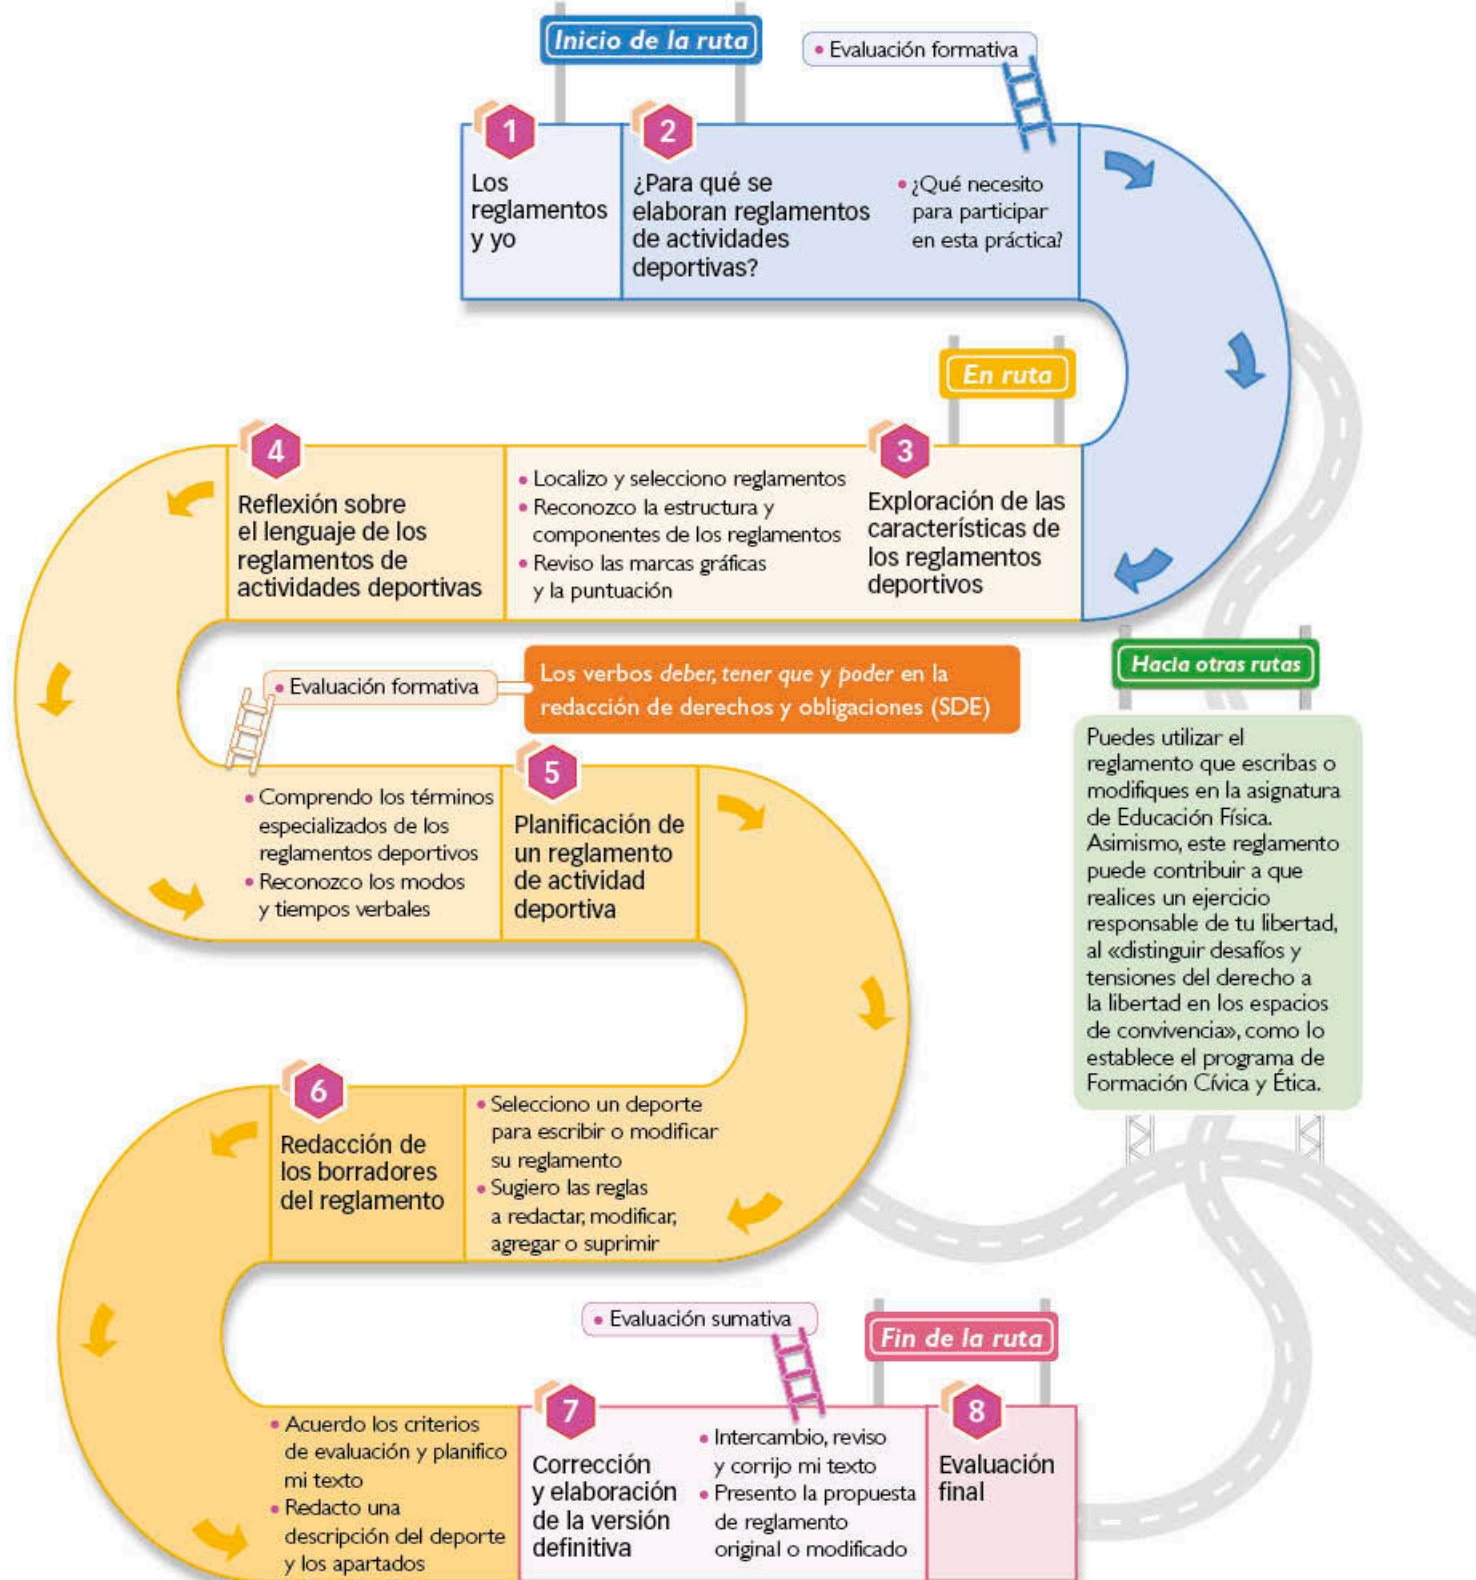 Inicio de la ruta
• Evaluación formativa
1
Los
reglamentos
y yo
2
¿Para qué se
elaboran reglamentos
de actividades
deportivas?
• ¿Qué necesito
para participar
en esta práctica?
En ruta
3
Exploración de las
características de
los reglamentos
deportivos
• Localizo y selecciono reglamentos
• Reconozco la estructura y
componentes de los reglamentos
• Reviso las marcas gráficas
y la puntuación
4
Reflexión sobre
el lenguaje de los
reglamentos de
actividades deportivas
• Evaluación formativa
Los verbos deber, tener que y poder en la
redacción de derechos y obligaciones (SDE)
• Comprendo los términos
especializados de los
reglamentos deportivos
• Reconozco los modos
y tiempos verbales
5
Planificación de
un reglamento
de actividad
deportiva
• Selecciono un deporte
para escribir o modificar
su reglamento
• Sugiero las reglas
a redactar, modificar,
agregar o suprimir
6
Redacción de
los borradores
del reglamento
• Acuerdo los criterios
de evaluación y planifico
mi texto
• Redacto una
descripción del deporte
y los apartados
7
Corrección
y elaboración
de la versión
definitiva
• Evaluación sumativa
• Intercambio, reviso
y corrijo mi texto
• Presento la propuesta
de reglamento
original o modificado
Fin de la ruta
8
Evaluación
final
Hacia otras rutas
Puedes utilizar el
reglamento que escribas o
modifiques en la asignatura
de Educación Física.
Asimismo, este reglamento
puede contribuir a que
realices un ejercicio
responsable de tu libertad,
al «distinguir desafíos y
tensiones del derecho a
la libertad en los espacios
de convivencia», como lo
establece el programa de
Formación Cívica y Ética.